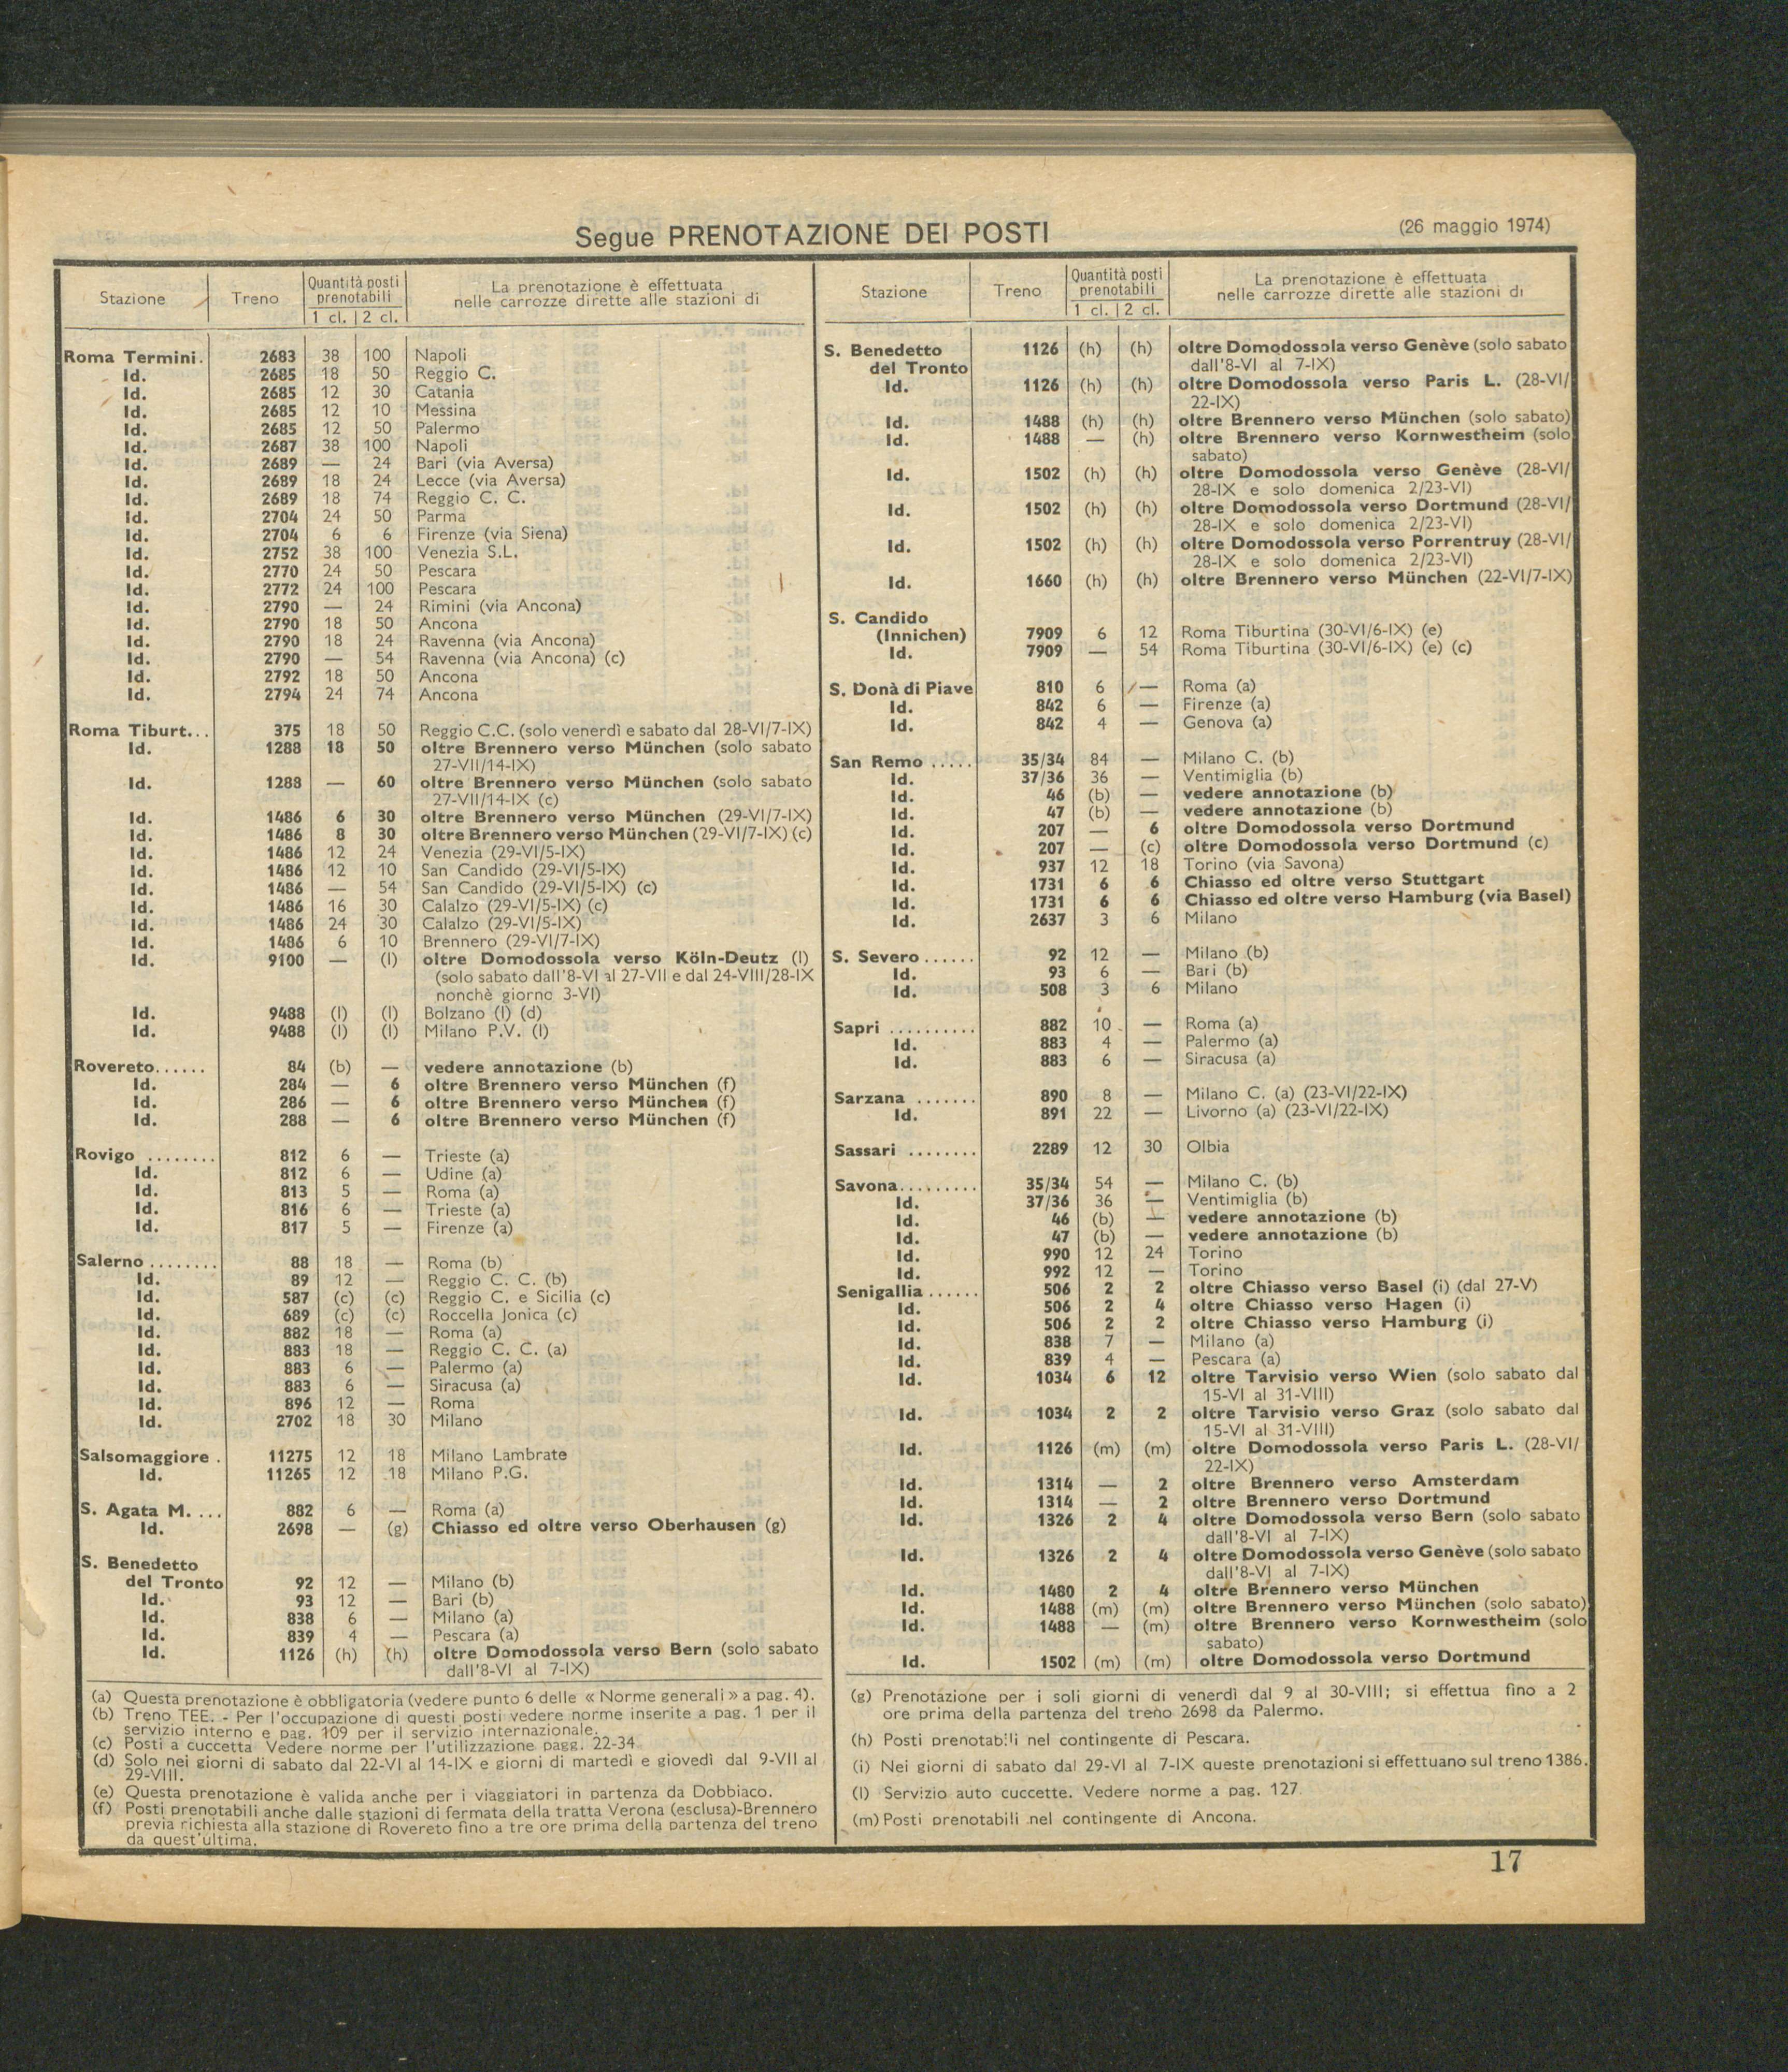 Segue PRENOTAZIONE DEI POSTI
(26 maggio 1974)
Stazione Treno Quantità posti prenotabili 1 cl. 2 cl. La prenotazione è effettuata nelle carrozze dirette alle stazioni di
Roma Termini. 2683 38 100 Napoli
Id. 2685 18 50 Reggio C.
Id. 2685 12 30 Catania
Id. 2685 12 10 Messina
Id. 2685 12 50 Palermo
Id. 2687 38 100 Napoli
Id. 2689 — 24 Bari (via Aversa)
Id. 2689 18 24 Lecce (via Aversa)
Id. 2689 18 74 Reggio C. C.
Id. 2704 24 50 Parma
Id. 2704 6 6 Firenze (via Siena)
Id. 2752 38 100 Venezia S.L.
Id. 2770 24 50 Pescara
Id. 2772 24 100 Pescara
Id. 2790 — 24 Rimini (via Ancona)
Id. 2790 18 50 Ancona
Id. 2790 18 24 Ravenna (via Ancona)
Id. 2790 — 54 Ravenna (via Ancona) (c)
Id. 2792 18 50 Ancona
Id. 2794 24 74 Ancona
Roma Tiburt... 375 18 50 Reggio C.C. (solo venerdì e sabato dal 28-VI/7-IX)
Id. 1288 18 50 oltre Brennero verso München (solo sabato
27-VII/14-IX)
Id. 1288 — 60 oltre Brennero verso München (solo sabato
27-VII/14-IX (c)
Id. 1486 6 30 oltre Brennero verso München (29-VI/7-IX)
Id. 1486 8 30 oltre Brennero verso München (29-VI/7-IX) (c)
Id. 1486 12 24 Venezia (29-VI/5-IX)
Id. 1486 12 10 San Candido (29-VI/5-IX)
Id. 1486 — 54 San Candido (29-VI/5-IX) (c)
Id. 1486 16 30 Calalzo (29-VI/5-IX) (c)
Id. 1486 24 30 Calalzo (29-VI/5-IX)
Id. 1486 6 10 Brennero (29-VI/7-IX)
Id. 9100 — (l) oltre Domodossola verso Köln-Deutz (l)
(solo sabato dall'8-VI al 27-VII e dal 24-VIII/28-IX
nonchè giorno 3-VI)
Id. 9488 (l) (l) Bolzano (l) (d)
Id. 9488 (l) (l) Milano P.V. (l)
Rovereto...... 84 (b) — vedere annotazione (b)
Id. 284 — 6 oltre Brennero verso München (f)
Id. 286 — 6 oltre Brennero verso München (f)
Id. 288 — 6 oltre Brennero verso München (f)
Rovigo ........ 812 6 — Trieste (a)
Id. 812 6 — Udine (a)
Id. 813 5 — Roma (a)
Id. 816 6 — Trieste (a)
Id. 817 5 — Firenze (a)
Salerno ........ 88 18 — Roma (b)
Id. 89 12 — Reggio C. C. (b)
Id. 587 (c) (c) Reggio C. e Sicilia (c)
Id. 689 (c) (c) Roccella Jonica (c)
Id. 882 18 — Roma (a)
Id. 883 18 — Reggio C. C. (a)
Id. 883 6 — Palermo (a)
Id. 883 6 — Siracusa (a)
Id. 896 12 — Roma
Id. 2702 18 30 Milano
Salsomaggiore . 11275 12 18 Milano Lambrate
Id. 11265 12 18 Milano P.G.
S. Agata M. ... 882 6 — Roma (a)
Id. 2698 — (g) Chiasso ed oltre verso Oberhausen (g)
S. Benedetto
del Tronto 92 12 — Milano (b)
Id. 93 12 — Bari (b)
Id. 838 6 — Milano (a)
Id. 839 4 — Pescara (a)
Id. 1126 (h) (h) oltre Domodossola verso Bern (solo sabato
dall'8-VI al 7-IX)
(a) Questa prenotazione è obbligatoria (vedere punto 6 delle « Norme generali » a pag. 4).
(b) Treno TEE. - Per l'occupazione di questi posti vedere norme inserite a pag. 1 per il
servizio interno e pag. 109 per il servizio internazionale.
(c) Posti a cuccetta Vedere norme per l'utilizzazione pagg. 22-34
(d) Solo nei giorni di sabato dal 22-VI al 14-IX e giorni di martedì e giovedì dal 9-VII al
29-VIII.
(e) Questa prenotazione è valida anche per i viaggiatori in partenza da Dobbiaco.
(f) Posti prenotabili anche dalle stazioni di fermata della tratta Verona (esclusa)-Brennero
previa richiesta alla stazione di Rovereto fino a tre ore prima della partenza del treno
da quest'ultima.
Stazione Treno Quantità posti prenotabili 1 cl. 2 cl. La prenotazione è effettuata nelle carrozze dirette alle stazioni di
S. Benedetto 1126 (h) (h) oltre Domodossola verso Genève (solo sabato
del Tronto dall'8-VI al 7-IX)
Id. 1126 (h) (h) oltre Domodossola verso Paris L. (28-VI/
22-IX)
Id. 1488 (h) (h) oltre Brennero verso München (solo sabato)
Id. 1488 — (h) oltre Brennero verso Kornwestheim (solo
sabato)
Id. 1502 (h) (h) oltre Domodossola verso Genève (28-VI/
28-IX e solo domenica 2/23-VI)
Id. 1502 (h) (h) oltre Domodossola verso Dortmund (28-VI/
28-IX e solo domenica 2/23-VI)
Id. 1502 (h) (h) oltre Domodossola verso Porrentruy (28-VI/
28-IX e solo domenica 2/23-VI)
Id. 1660 (h) (h) oltre Brennero verso München (22-VI/7-IX)
S. Candido
(Innichen) 7909 6 12 Roma Tiburtina (30-VI/6-IX) (e)
Id. 7909 — 54 Roma Tiburtina (30-VI/6-IX) (e) (c)
S. Donà di Piave 810 6 — Roma (a)
Id. 842 6 — Firenze (a)
Id. 842 4 — Genova (a)
San Remo ..... 35/34 84 — Milano C. (b)
Id. 37/36 36 — Ventimiglia (b)
Id. 46 (b) — vedere annotazione (b)
Id. 47 (b) — vedere annotazione (b)
Id. 207 — 6 oltre Domodossola verso Dortmund
Id. 207 — (c) oltre Domodossola verso Dortmund (c)
Id. 937 12 18 Torino (via Savona)
Id. 1731 6 6 Chiasso ed oltre verso Stuttgart
Id. 1731 6 6 Chiasso ed oltre verso Hamburg (via Basel)
Id. 2637 3 6 Milano
S. Severo...... 92 12 — Milano (b)
Id. 93 6 — Bari (b)
Id. 508 3 6 Milano
Sapri .......... 882 10 — Roma (a)
Id. 883 4 — Palermo (a)
Id. 883 6 — Siracusa (a)
Sarzana ....... 890 8 — Milano C. (a) (23-VI/22-IX)
Id. 891 22 — Livorno (a) (23-VI/22-IX)
Sassari ........ 2289 12 30 Olbia
Savona......... 35/34 54 — Milano C. (b)
Id. 37/36 36 — Ventimiglia (b)
Id. 46 (b) — vedere annotazione (b)
Id. 47 (b) — vedere annotazione (b)
Id. 990 12 24 Torino
Id. 992 12 — Torino
Senigallia ...... 506 2 2 oltre Chiasso verso Basel (i) (dal 27-V)
Id. 506 2 4 oltre Chiasso verso Hagen (i)
Id. 506 2 2 oltre Chiasso verso Hamburg (i)
Id. 838 7 — Milano (a)
Id. 839 4 — Pescara (a)
Id. 1034 6 12 oltre Tarvisio verso Wien (solo sabato dal
15-VI al 31-VIII)
Id. 1034 2 2 oltre Tarvisio verso Graz (solo sabato dal
15-VI al 31-VIII)
Id. 1126 (m) (m) oltre Domodossola verso Paris L. (28-VI/
22-IX)
Id. 1314 — 2 oltre Brennero verso Amsterdam
Id. 1314 — 2 oltre Brennero verso Dortmund
Id. 1326 2 4 oltre Domodossola verso Bern (solo sabato
dall'8-VI al 7-IX)
Id. 1326 2 4 oltre Domodossola verso Genève (solo sabato
dall'8-VI al 7-IX)
Id. 1480 2 4 oltre Brennero verso München
Id. 1488 (m) (m) oltre Brennero verso München (solo sabato)
Id. 1488 — (m) oltre Brennero verso Kornwestheim (solo
sabato)
Id. 1502 (m) (m) oltre Domodossola verso Dortmund
(g) Prenotazione per i soli giorni di venerdì dal 9 al 30-VIII; si effettua fino a 2
ore prima della partenza del treno 2698 da Palermo.
(h) Posti prenotabili nel contingente di Pescara.
(i) Nei giorni di sabato dal 29-VI al 7-IX queste prenotazioni si effettuano sul treno 1386.
(l) Servizio auto cuccette. Vedere norme a pag. 127.
(m) Posti prenotabili nel contingente di Ancona.
17